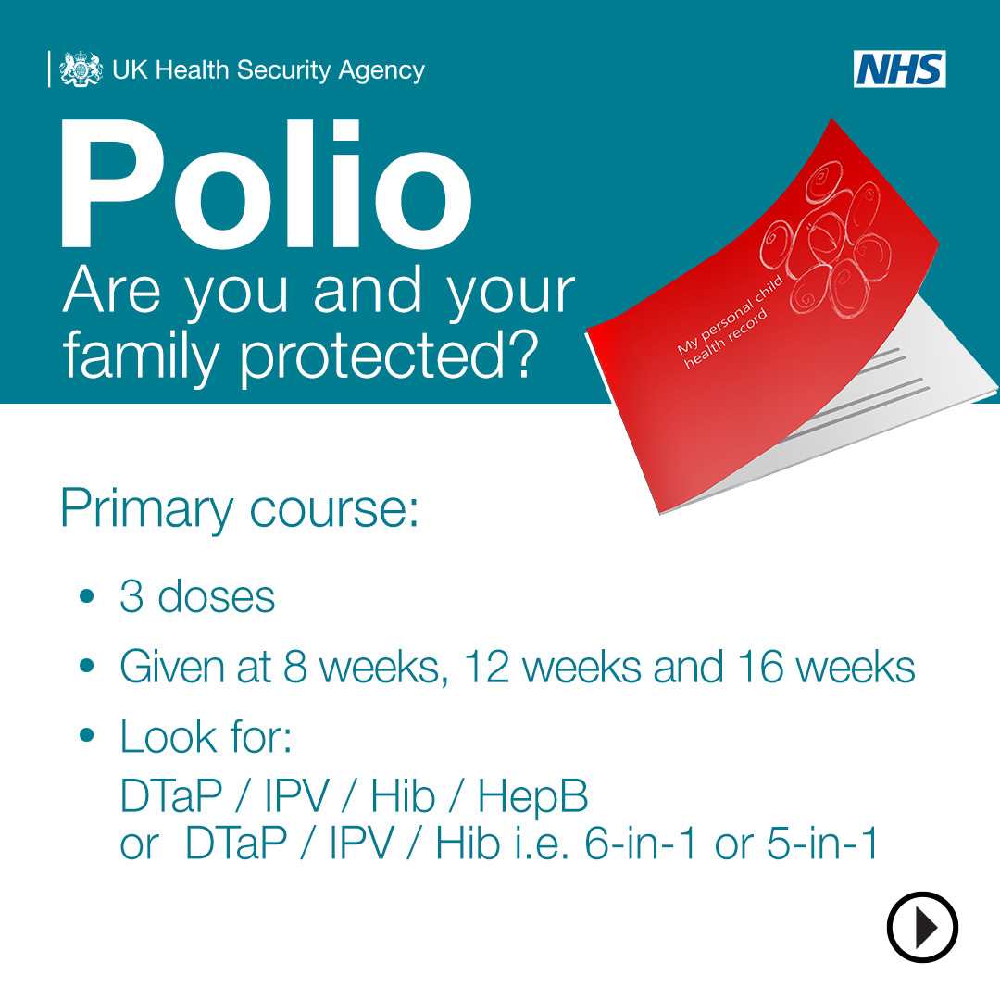 UK Health Security Agency
NHS
Polio
Are you and your
family protected?
My personal child
health record
Primary course:
• 3 doses
• Given at 8 weeks, 12 weeks and 16 weeks
• Look for:
DTaP / IPV / Hib / HepB
or DTaP / IPV / Hib i.e. 6-in-1 or 5-in-1